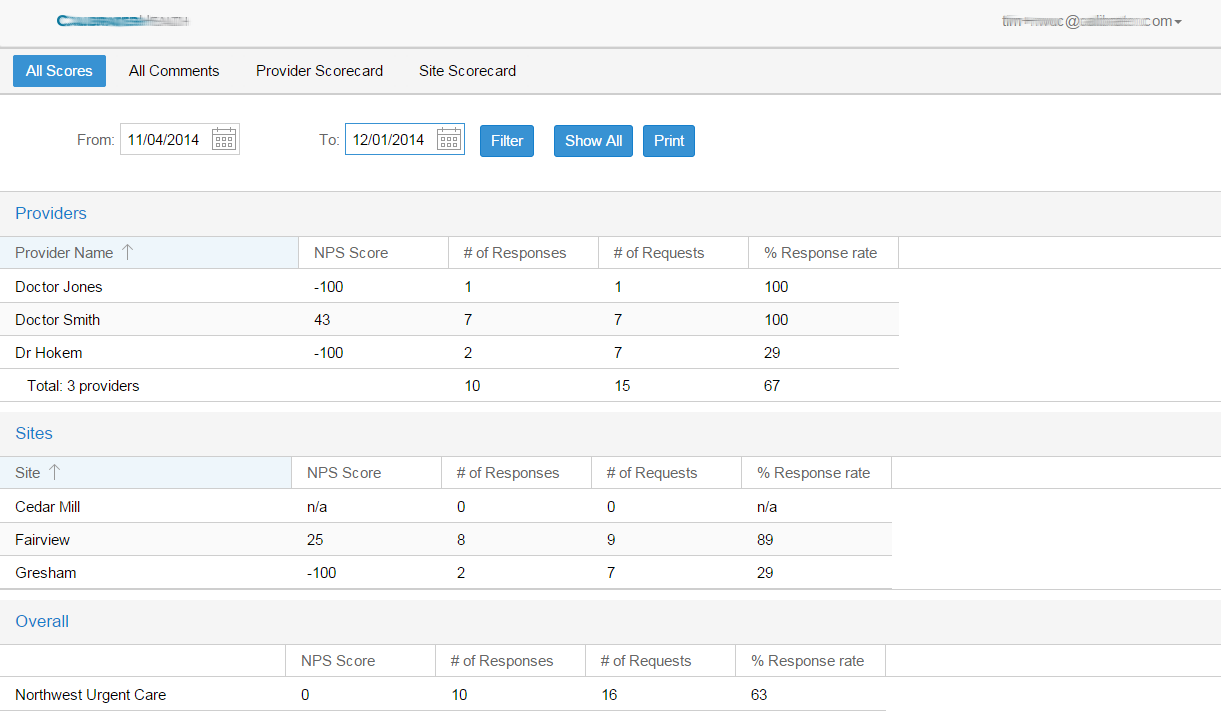 All Scores All Comments Provider Scorecard Site Scorecard
From: 11/04/2014 To: 12/01/2014 Filter Show All Print
Providers
Provider Name NPS Score # of Responses # of Requests % Response rate
Doctor Jones -100 1 1 100
Doctor Smith 43 7 7 100
Dr Hokem -100 2 7 29
Total: 3 providers 10 15 67
Sites
Site NPS Score # of Responses # of Requests % Response rate
Cedar Mill n/a 0 0 n/a
Fairview 25 8 9 89
Gresham -100 2 7 29
Overall
NPS Score # of Responses # of Requests % Response rate
Northwest Urgent Care 0 10 16 63